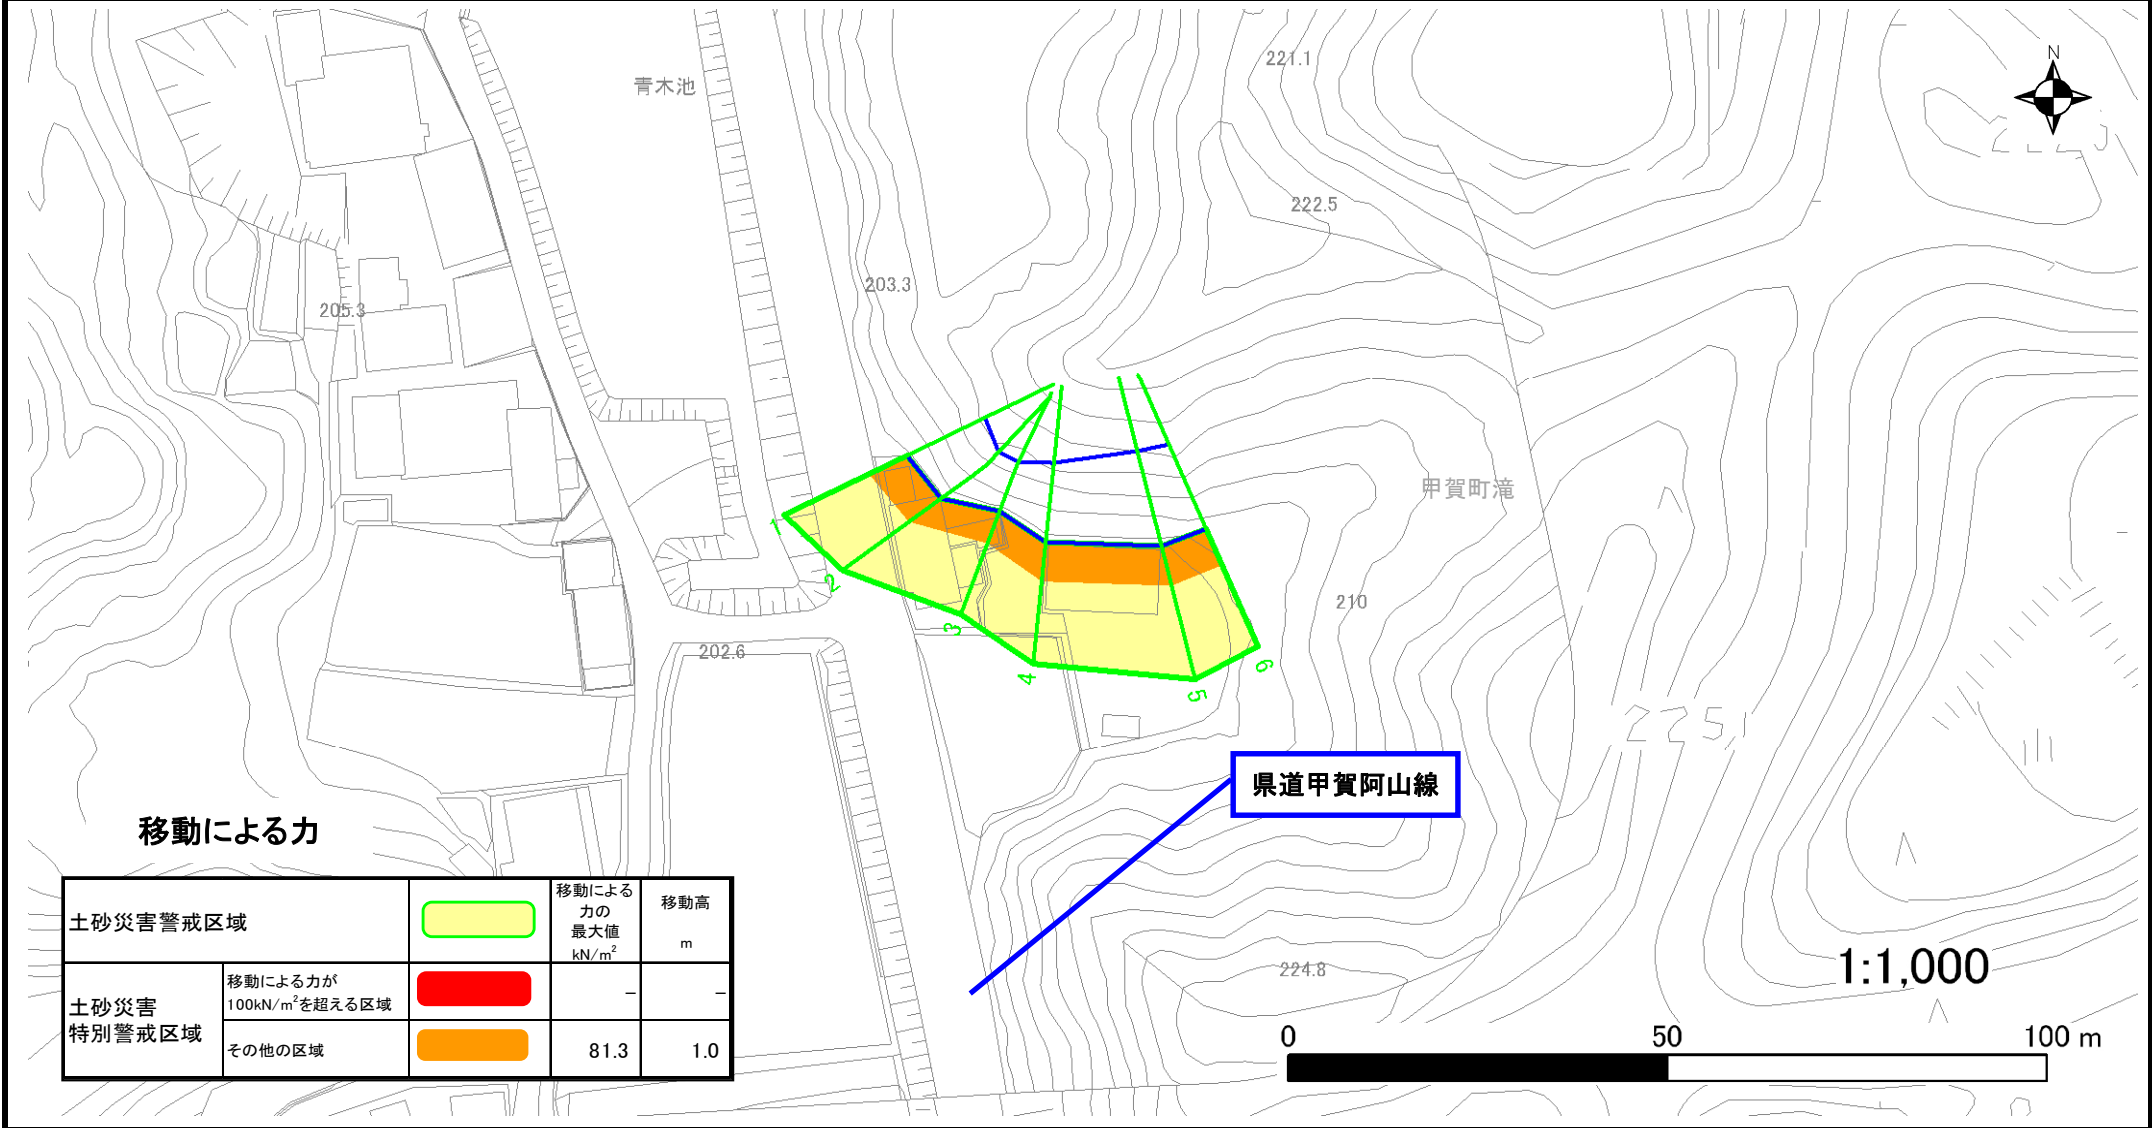 青木池
221.1
N
222.5
203.3
205.3
甲賀町滝
1
2
3
4
5
6
210
202.6
225
県道甲賀阿山線
移動による力
土砂災害警戒区域
移動による
力の
最大値
kN/m²
移動高
m
土砂災害
特別警戒区域
移動による力が
100kN/m²を超える区域
－
－
その他の区域
81.3
1.0
224.8
1:1,000
0
50
100 m